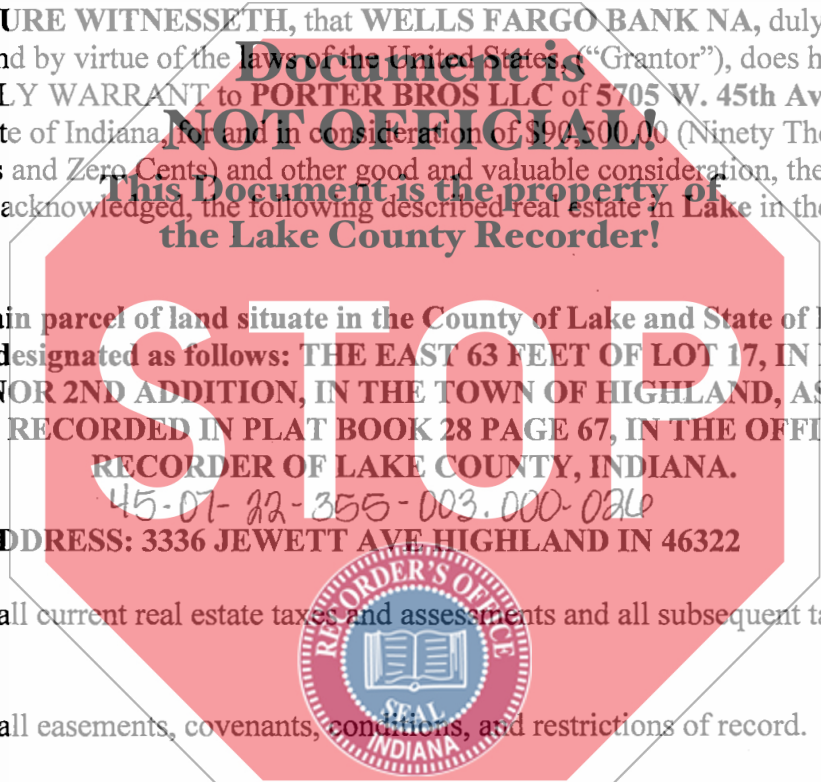 URE WITNESSETH, that WELLS FARGO BANK NA, duly
nd by virtue of the laws of the United States, ("Grantor"), does h
Document is
LY WARRANT to PORTER BROS LLC of 5705 W. 45th Av
te of Indiana, for and in consideration of $90,500.00 (Ninety Tho
NOT OFFICIAL!
s and Zero Cents) and other good and valuable consideration, the
This Document is the property of
acknowledged, the following described real estate in Lake in the
the Lake County Recorder!
STOP
in parcel of land situate in the County of Lake and State of I
designated as follows: THE EAST 63 FEET OF LOT 17, IN
NOR 2ND ADDITION, IN THE TOWN OF HIGHLAND, AS
RECORDED IN PLAT BOOK 28 PAGE 67, IN THE OFFI
RECORDER OF LAKE COUNTY, INDIANA.
45-07-22-355-003.000-026
DDRESS: 3336 JEWETT AVE HIGHLAND IN 46322
RECORDER'S OFFICE
all current real estate taxes and assessments and all subsequent ta
SEAL
all easements, covenants, conditions, and restrictions of record.
INDIANA